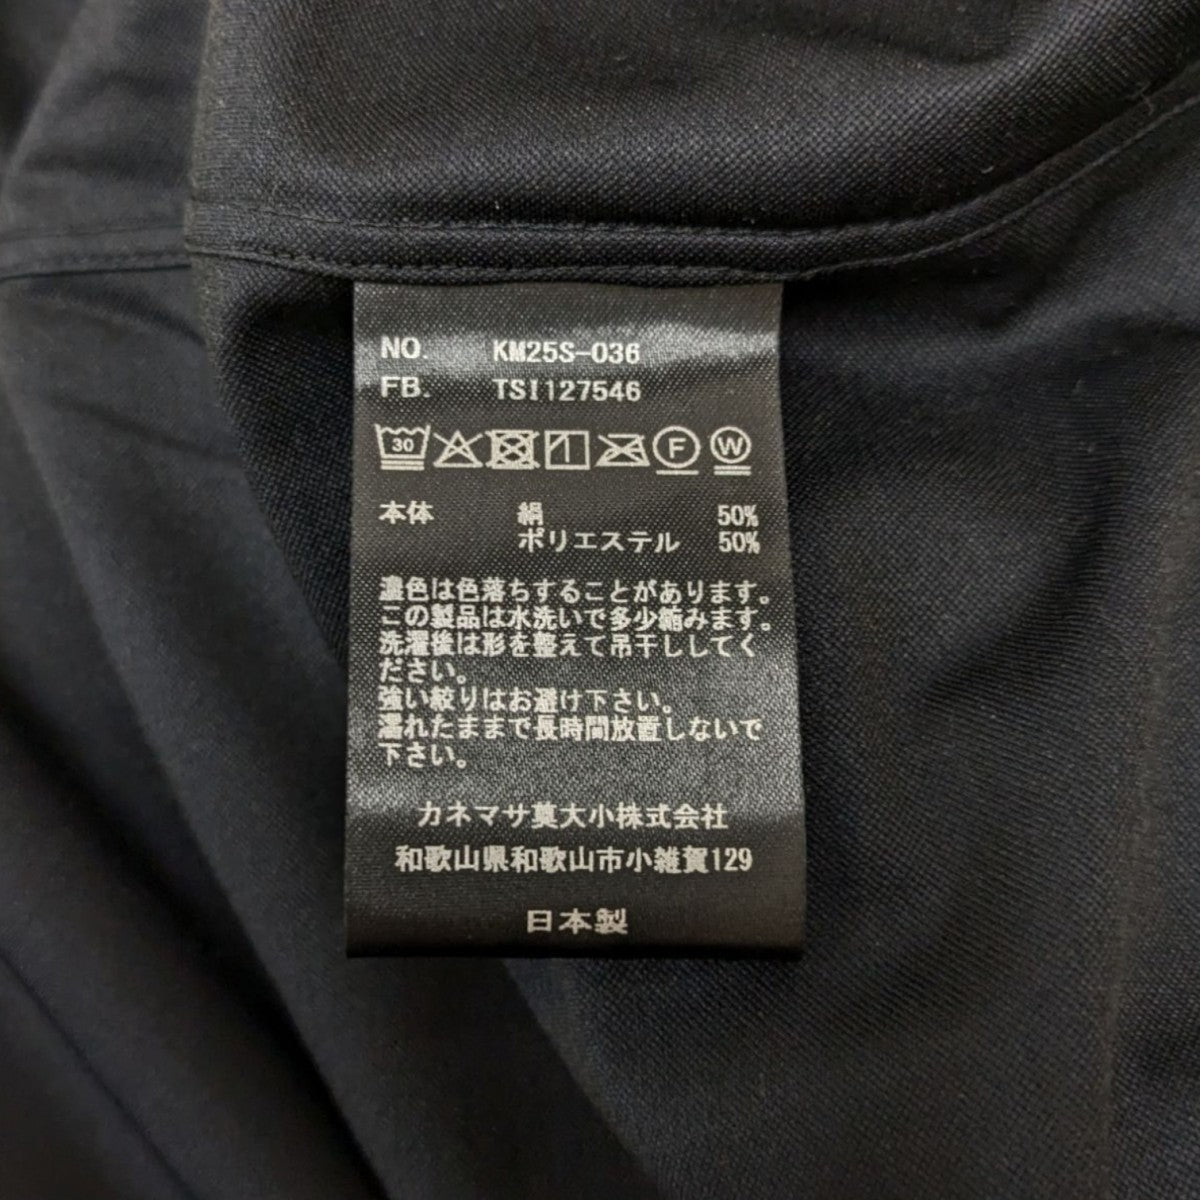 NO. KM25S-036
FB. TSI127546
30 F W
本体 絹 50%
ポリエステル 50%
濃色は色落ちすることがあります。
この製品は水洗いで多少縮みます。
洗濯後は形を整えて吊干ししてく
ださい。
強い絞りはお避け下さい。
濡れたままで長時間放置しないで
下さい。
カネマサ莫大小株式会社
和歌山県和歌山市小雑賀129
日本製